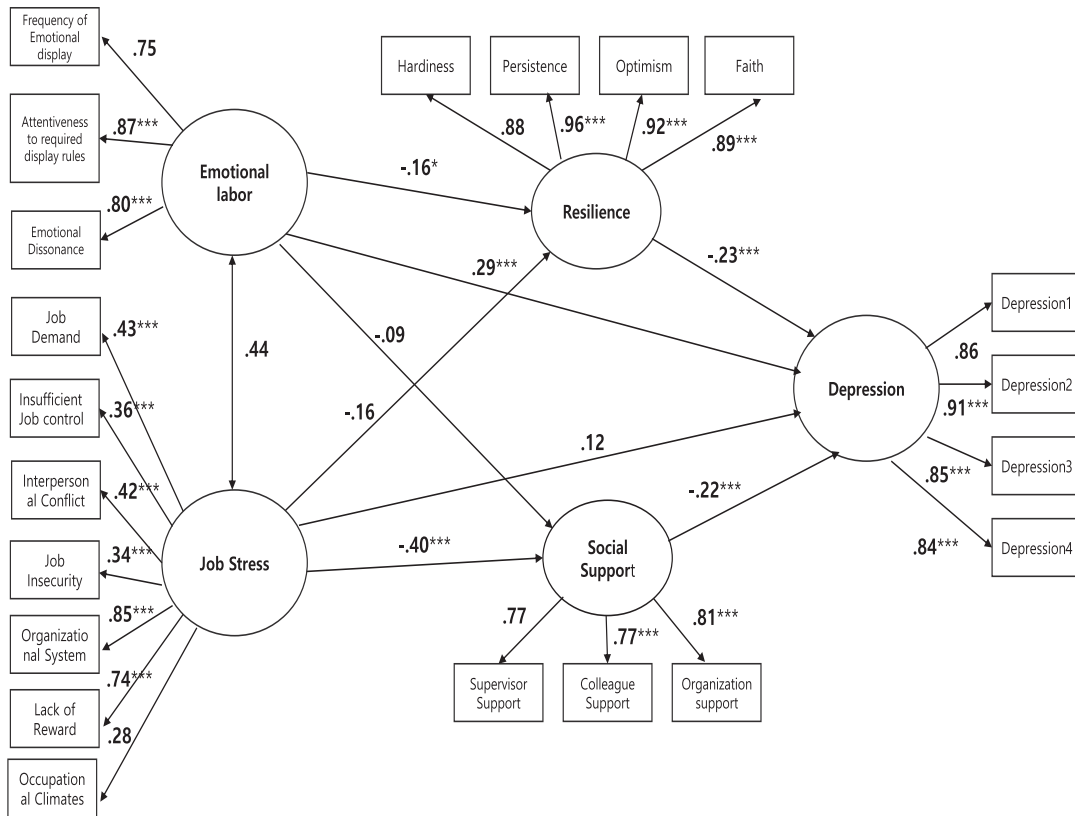 Frequency of
Emotional
display
.75
Attentiveness
to required
display rules
.87***
Emotional
Dissonance
.80***
Emotional
labor
Hardiness
Persistence
Optimism
Faith
.88
.96***
.92***
.89***
Resilience
-.16*
.29***
-.09
.44
-.16
-.23***
.12
-.40***
-.22***
Job
Demand
.43***
Insufficient
Job control
.36***
Interperson
al Conflict
.42***
Job
Insecurity
.34***
Organizatio
nal System
.85***
Lack of
Reward
.74***
Occupation
al Climates
.28
Job Stress
Social
Support
.77
.77***
.81***
Supervisor
Support
Colleague
Support
Organization
support
Depression
Depression1
.86
Depression2
.91***
Depression3
.85***
Depression4
.84***